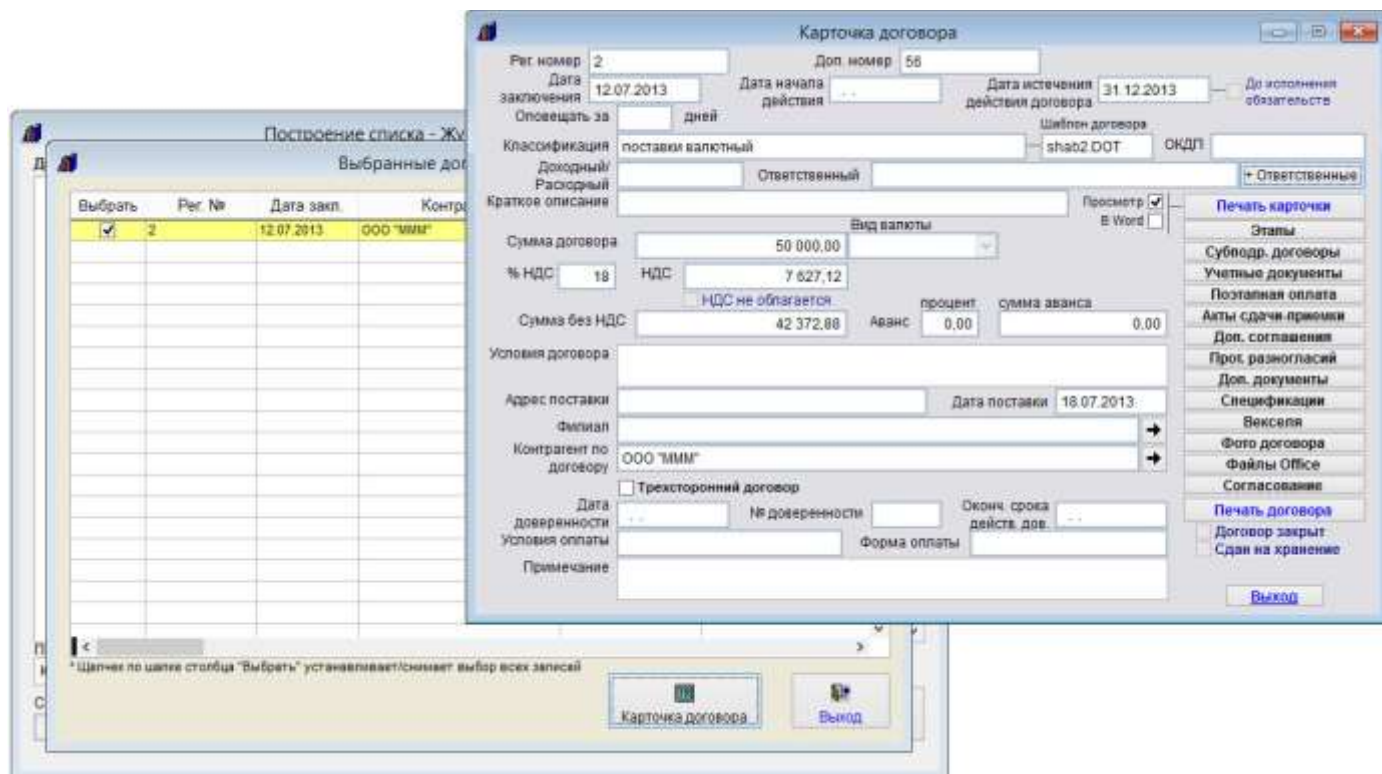 Карточка договора
Рег. номер 2 Доп. номер 56
Дата заключения 12.07.2013 Дата начала действия . . Дата истечения действия договора 31.12.2013 До исполнения обязательств
Оповещать за дней
Шаблон договора
Классификация поставки валютный shab2.DOT ОКДП
Доходный/Расходный Ответственный + Ответственные
Краткое описание Просмотр
В Word
Вид валюты
Сумма договора 50 000,00
% НДС 18 НДС 7 627,12
НДС не облагается
процент сумма аванса
Сумма без НДС 42 372,88 Аванс 0,00 0,00
Условия договора
Адрес поставки Дата поставки 18.07.2013
Филиал
Контрагент по договору ООО "МММ"
Трехсторонний договор
Дата доверенности . . № доверенности Оконч. срока действ. дов. . .
Условия оплаты Форма оплаты
Примечание
Печать карточки
Этапы
Субподр. договоры
Учетные документы
Поэтапная оплата
Акты сдачи-приемки
Доп. соглашения
Прот. разногласий
Доп. документы
Спецификации
Векселя
Фото договора
Файлы Office
Согласование
Печать договора
Договор закрыт
Сдан на хранение
Выход
Построение списка - Жу
Выбранные дог
Выбрать Рег. № Дата закл. Контра
2 12.07.2013 ООО "МММ"
* Щелчек по шапке столбца "Выбрать" устанавливает/снимает выбор всех записей
Карточка договора
Выход